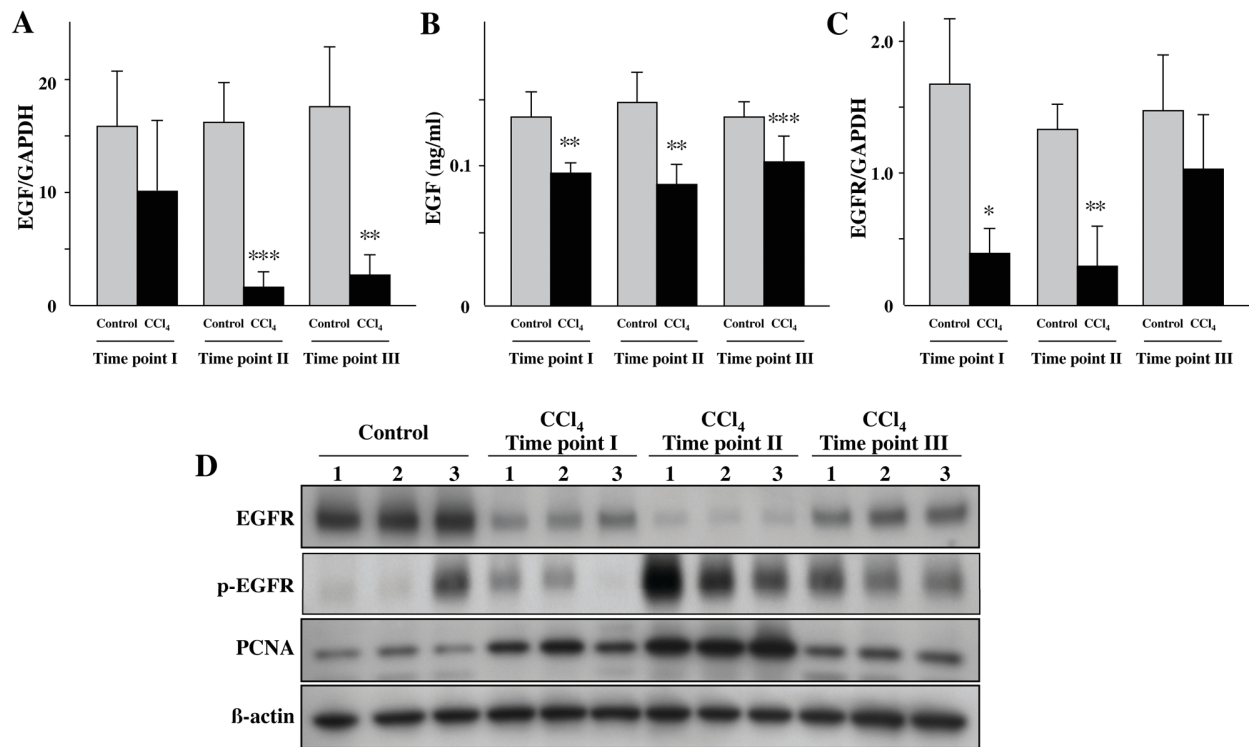 A
EGF/GAPDH
20
10
0
***
**
Control CCl₄ Control CCl₄ Control CCl₄
Time point I Time point II Time point III
B
EGF (ng/ml)
0.1
0
**
**
***
Control CCl₄ Control CCl₄ Control CCl₄
Time point I Time point II Time point III
C
EGFR/GAPDH
2.0
1.0
0
*
**
Control CCl₄ Control CCl₄ Control CCl₄
Time point I Time point II Time point III
D
Control
CCl₄
Time point I
CCl₄
Time point II
CCl₄
Time point III
1 2 3 1 2 3 1 2 3 1 2 3
EGFR
p-EGFR
PCNA
ß-actin